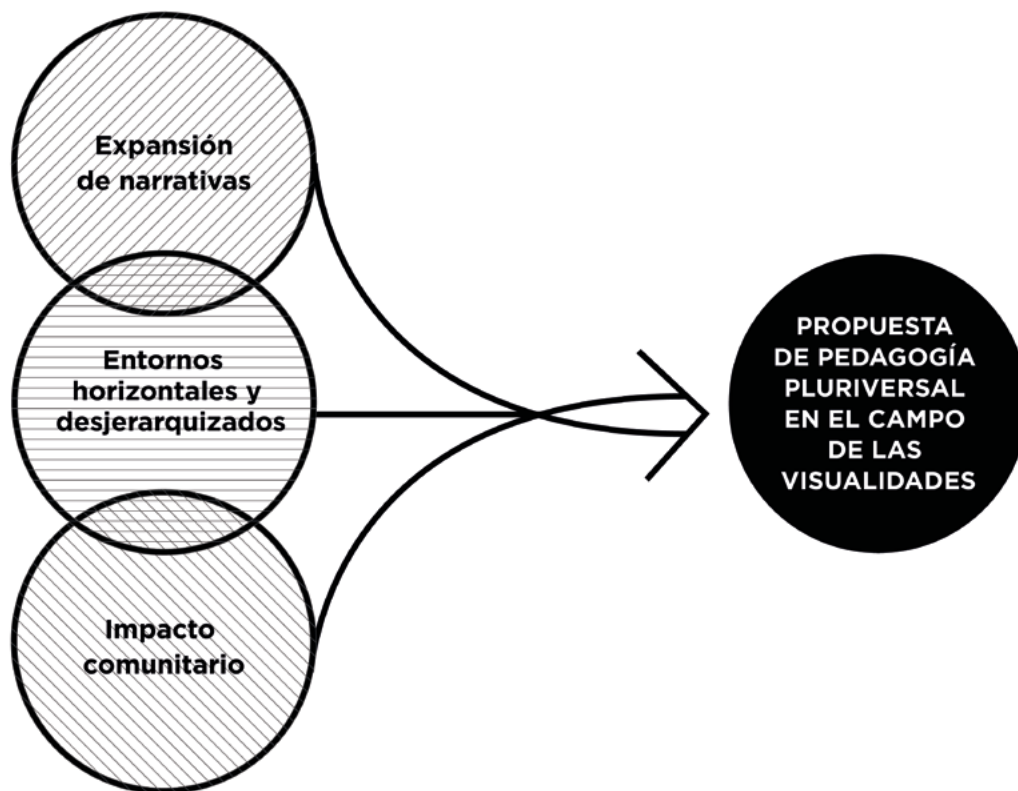 Expansión
de narrativas
Entornos
horizontales y
desjerarquizados
Impacto
comunitario
PROPUESTA
DE PEDAGOGÍA
PLURIVERSAL
EN EL CAMPO
DE LAS
VISUALIDADES